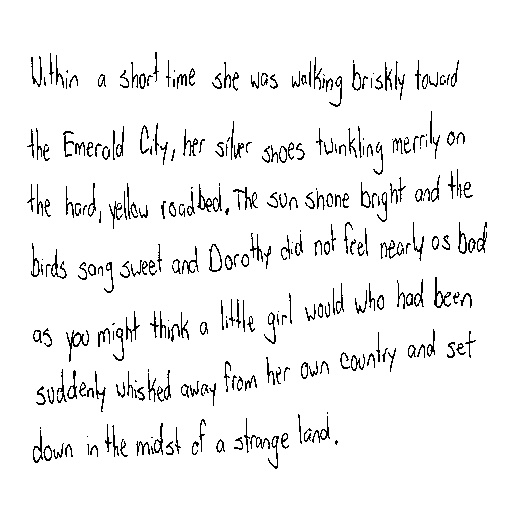 Within a short time she was walking briskly toward
the Emerald City, her silver shoes twinkling merrily on
the hard, yellow roadbed. The sun shone bright and the
birds sang sweet and Dorothy did not feel nearly as bad
as you might think a little girl would who had been
suddenly whisked away from her own country and set
down in the midst of a strange land.